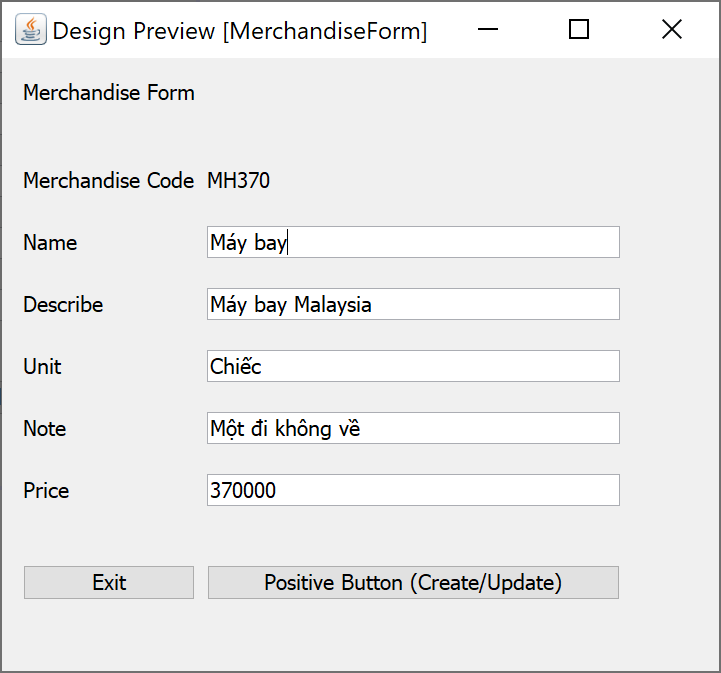 Design Preview [MerchandiseForm]
Merchandise Form
Merchandise Code MH370
Name Máy bay
Describe Máy bay Malaysia
Unit Chiếc
Note Một đi không về
Price 370000
Exit Positive Button (Create/Update)